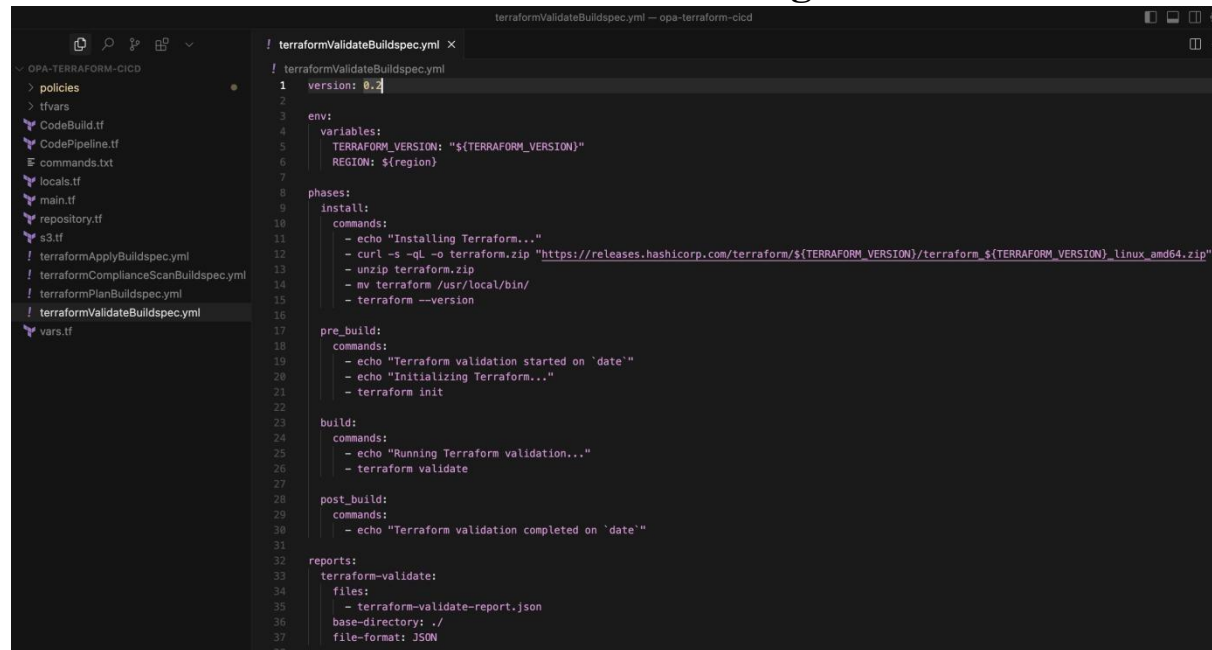 terraformValidateBuildspec.yml — opa-terraform-cicd
terraformValidateBuildspec.yml
OPA-TERRAFORM-CICD
policies
tfvars
CodeBuild.tf
CodePipeline.tf
commands.txt
locals.tf
main.tf
repository.tf
s3.tf
terraformApplyBuildspec.yml
terraformComplianceScanBuildspec.yml
terraformPlanBuildspec.yml
terraformValidateBuildspec.yml
vars.tf
terraformValidateBuildspec.yml
1 version: 0.2
2
3 env:
4 variables:
5 TERRAFORM_VERSION: "${TERRAFORM_VERSION}"
6 REGION: ${region}
7
8 phases:
9 install:
10 commands:
11 - echo "Installing Terraform..."
12 - curl -s -qL -o terraform.zip "https://releases.hashicorp.com/terraform/${TERRAFORM_VERSION}/terraform_${TERRAFORM_VERSION}_linux_amd64.zip"
13 - unzip terraform.zip
14 - mv terraform /usr/local/bin/
15 - terraform --version
16
17 pre_build:
18 commands:
19 - echo "Terraform validation started on `date`"
20 - echo "Initializing Terraform..."
21 - terraform init
22
23 build:
24 commands:
25 - echo "Running Terraform validation..."
26 - terraform validate
27
28 post_build:
29 commands:
30 - echo "Terraform validation completed on `date`"
31
32 reports:
33 terraform-validate:
34 files:
35 - terraform-validate-report.json
36 base-directory: ./
37 file-format: JSON